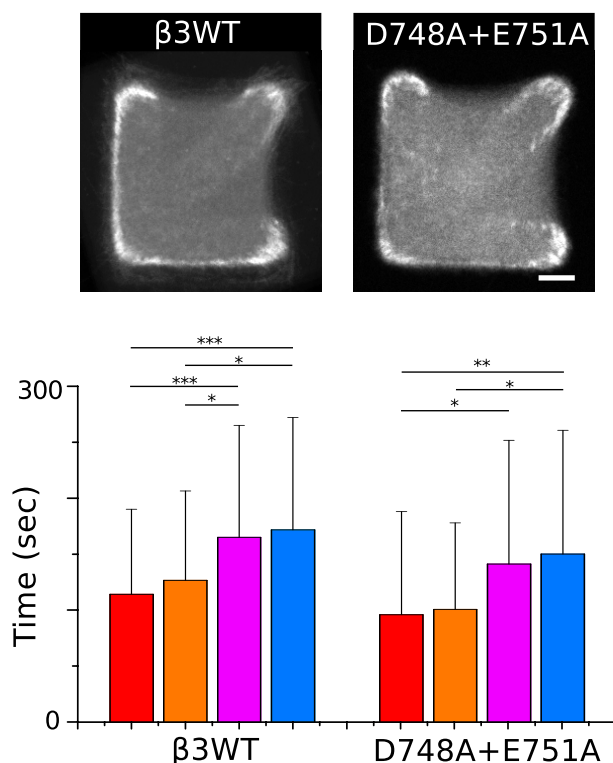 β3WT
D748A+E751A
***
*
***
*
**
*
*
300
Time (sec)
0
β3WT
D748A+E751A